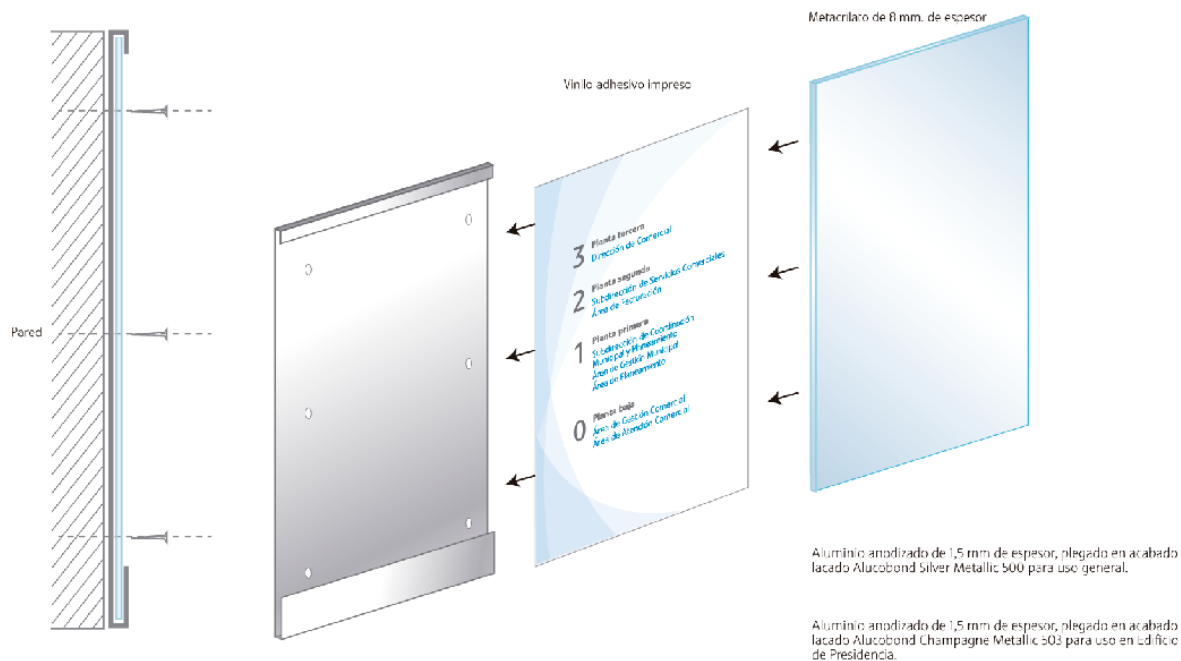 Metacrilato de 8 mm. de espesor
Vinilo adhesivo impreso
Pared
3 Planta tercera
Dirección de Comercial
2 Planta segunda
Subdirección de Servicios Comerciales
Área de Facturación
1 Planta primera
Subdirección de Coordinación
Municipal y Planeamiento
Área de Gestión Municipal
Área de Planeamiento
0 Planta baja
Área de Gestión Comercial
Área de Atención Comercial
Aluminio anodizado de 1,5 mm de espesor, plegado en acabado
lacado Alucobond Silver Metallic 500 para uso general.
Aluminio anodizado de 1,5 mm de espesor, plegado en acabado
lacado Alucobond Champagne Metallic 503 para uso en Edificio
de Presidencia.